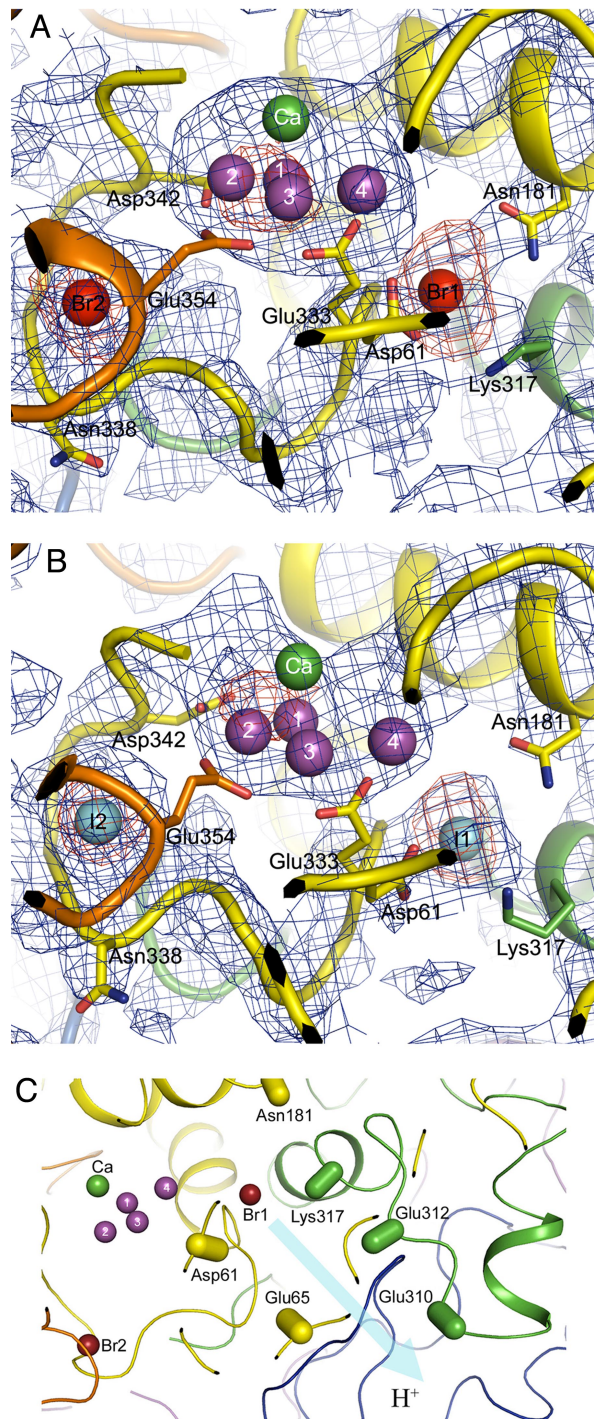 A
Ca
2
1
3
4
Asp342
Asn181
Br2
Glu354
Br1
Glu333
Asp61
Lys317
Asn338
B
Ca
1
2
3
4
Asp342
Asn181
I2
Glu354
I1
Glu333
Asp61
Lys317
Asn338
C
Asn181
Ca
4
1
3
2
Br1
Lys317
Glu312
Asp61
Glu65
Glu310
Br2
H⁺